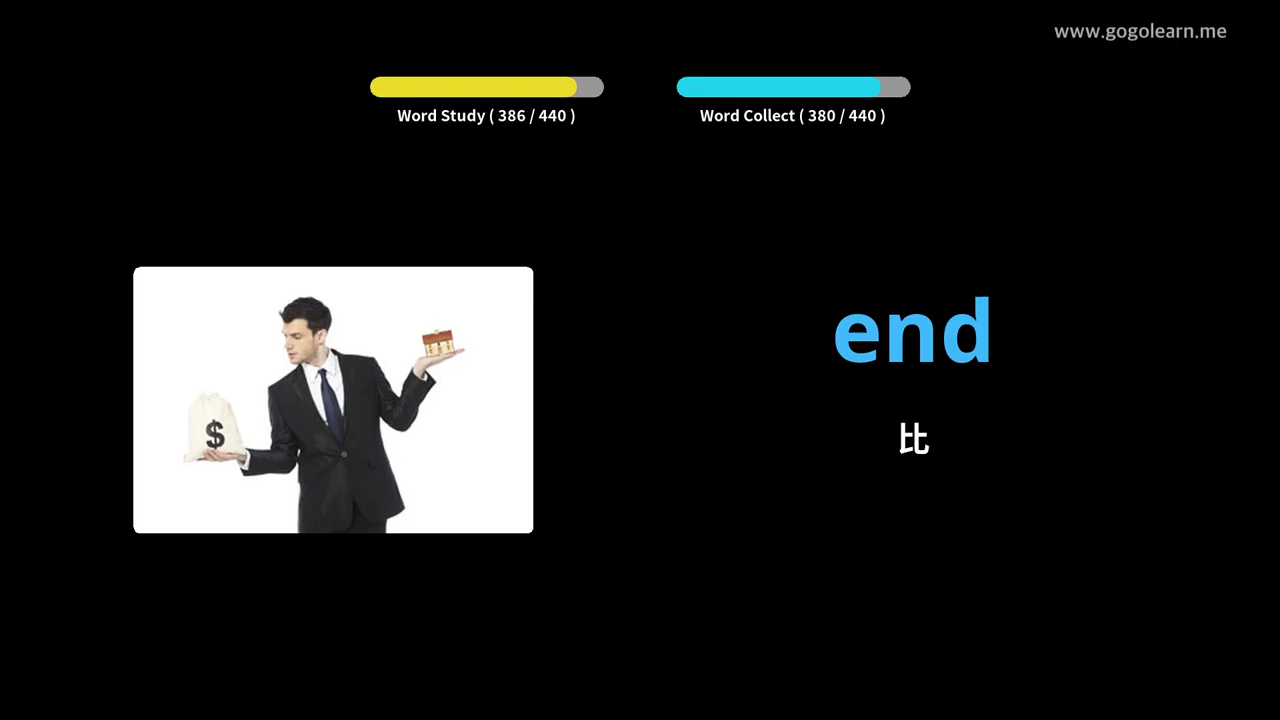 www.gogolearn.me
Word Study ( 386 / 440 )
Word Collect ( 380 / 440 )
$
end
比